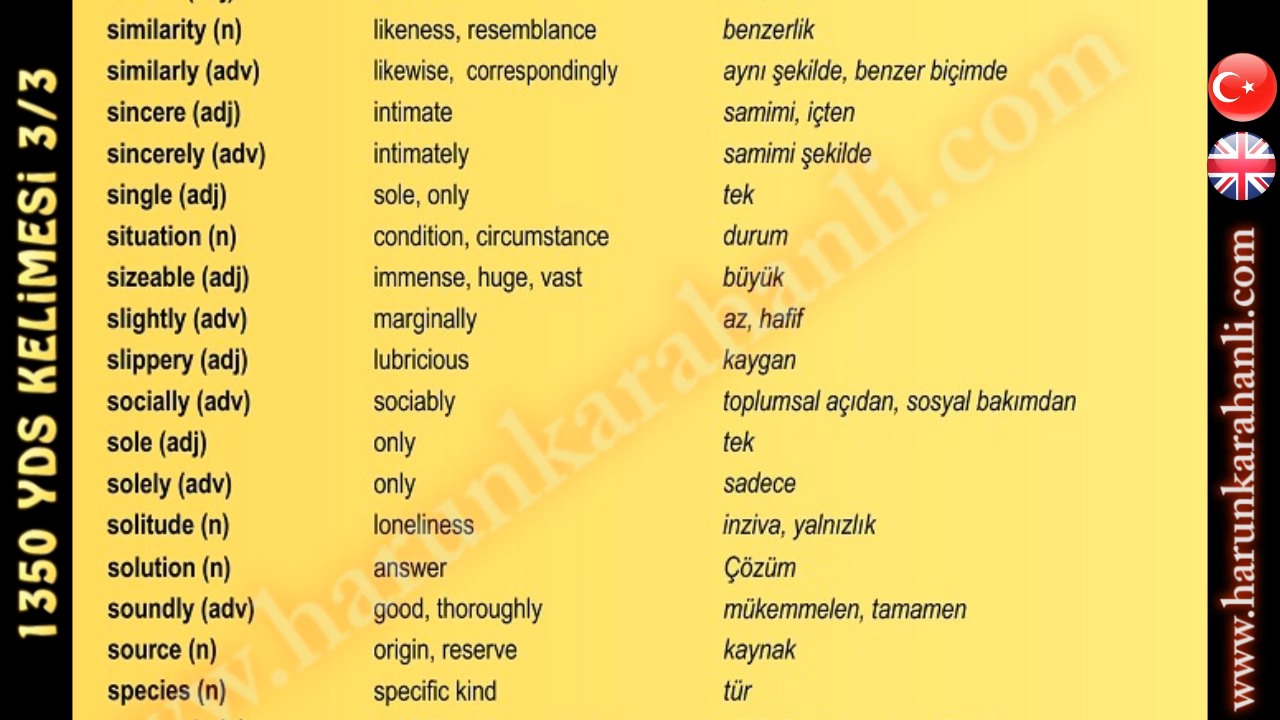 1350 YDS KELİMESİ 3/3
similarity (n) likeness, resemblance benzerlik
similarly (adv) likewise, correspondingly aynı şekilde, benzer biçimde
sincere (adj) intimate samimi, içten
sincerely (adv) intimately samimi şekilde
single (adj) sole, only tek
situation (n) condition, circumstance durum
sizeable (adj) immense, huge, vast büyük
slightly (adv) marginally az, hafif
slippery (adj) lubricious kaygan
socially (adv) sociably toplumsal açıdan, sosyal bakımdan
sole (adj) only tek
solely (adv) only sadece
solitude (n) loneliness inziva, yalnızlık
solution (n) answer Çözüm
soundly (adv) good, thoroughly mükemmelen, tamamen
source (n) origin, reserve kaynak
species (n) specific kind tür
www.harunkarahanli.com
www.harunkarahanli.com